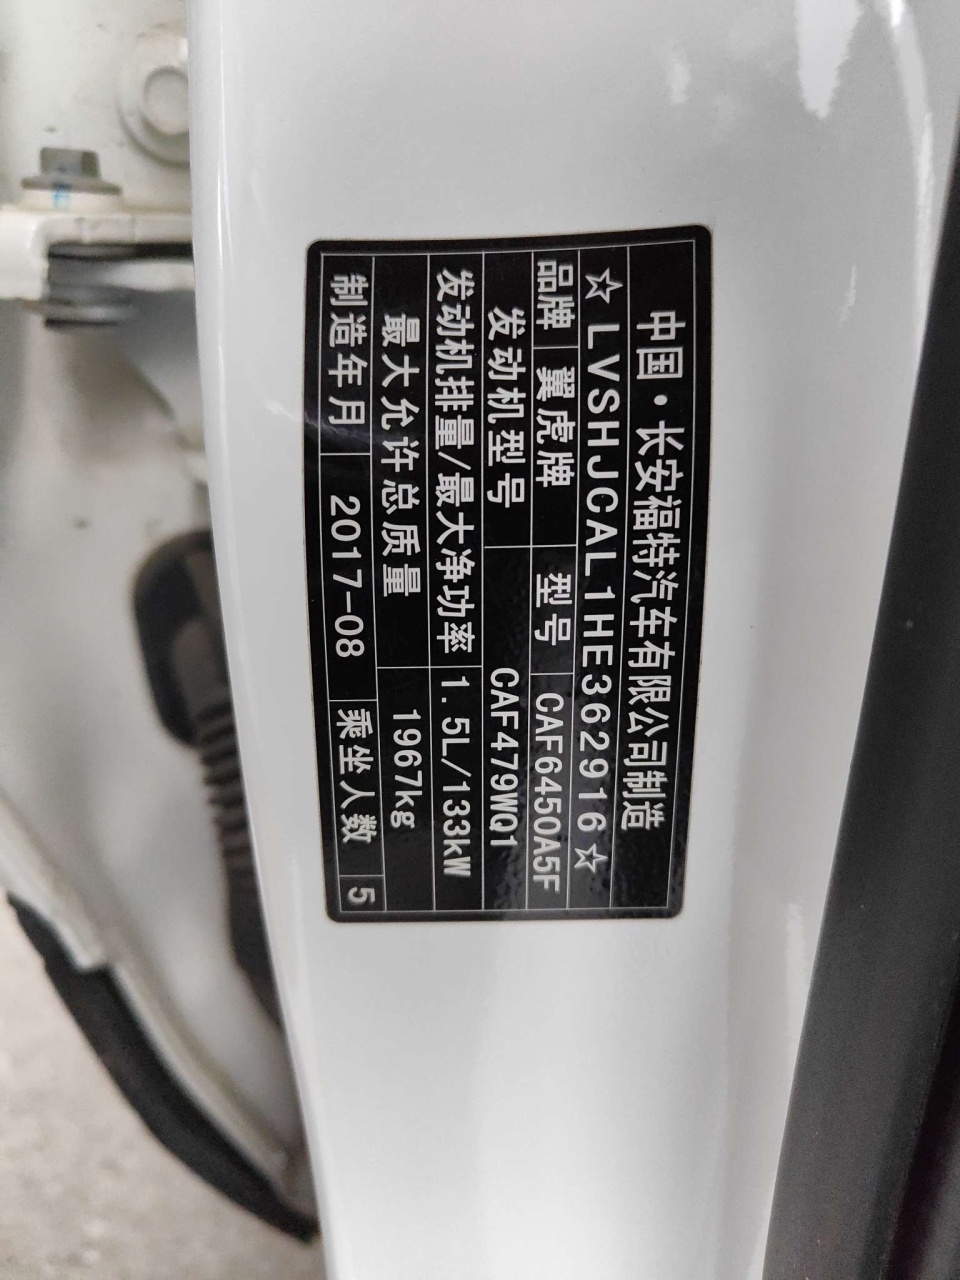 中国·长安福特汽车有限公司制造
☆LVSHJCAL1HE362916☆
品牌 翼虎牌 型号 CAF6450A5F
发动机型号 CAF479WQ1
发动机排量/最大净功率 1.5L/133kW
最大允许总质量 1967kg
制造年月 2017-08 乘坐人数 5